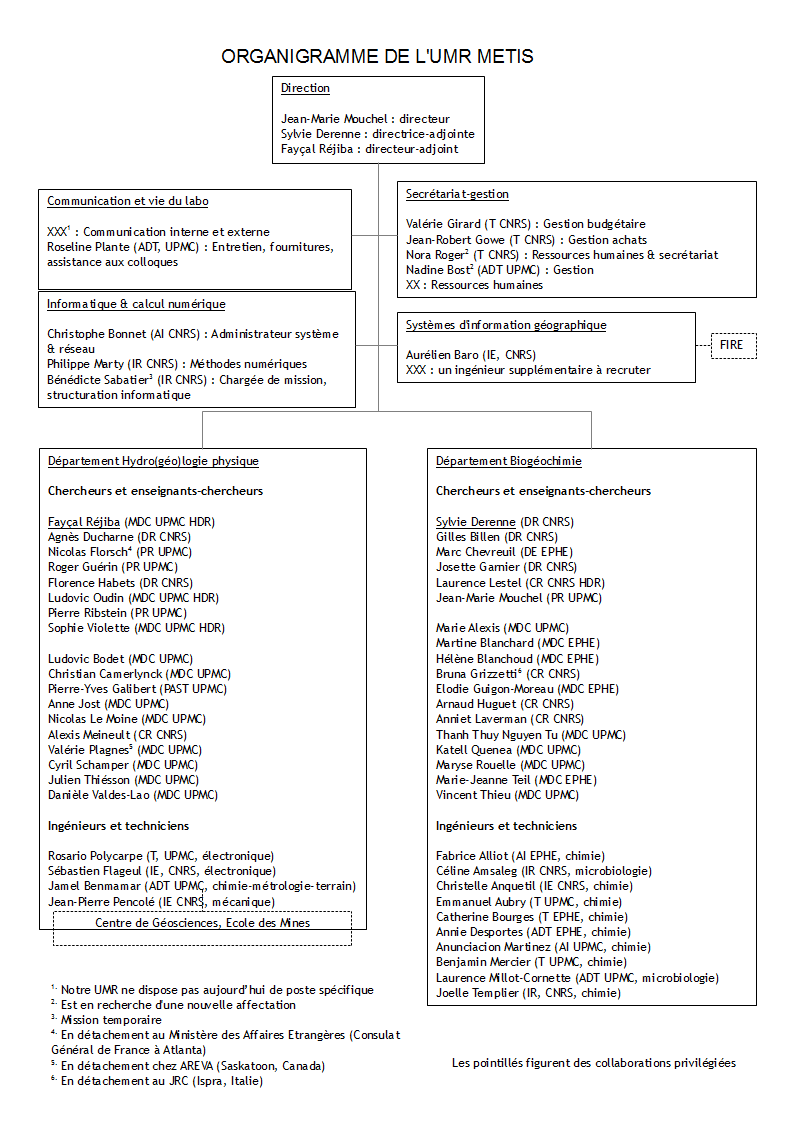 ORGANIGRAMME DE L'UMR METIS
Direction
Jean-Marie Mouchel : directeur
Sylvie Derenne : directrice-adjointe
Fayçal Réjiba : directeur-adjoint
Communication et vie du labo
XXX¹ : Communication interne et externe
Roseline Plante (ADT, UPMC) : Entretien, fournitures,
assistance aux colloques
Secrétariat-gestion
Valérie Girard (T CNRS) : Gestion budgétaire
Jean-Robert Gowe (T CNRS) : Gestion achats
Nora Roger² (T CNRS) : Ressources humaines & secrétariat
Nadine Bost² (ADT UPMC) : Gestion
XX : Ressources humaines
Informatique & calcul numérique
Christophe Bonnet (AI CNRS) : Administrateur système
& réseau
Philippe Marty (IR CNRS) : Méthodes numériques
Bénédicte Sabatier³ (IR CNRS) : Chargée de mission,
structuration informatique
Systèmes d'information géographique
Aurélien Baro (IE, CNRS)
XXX : un ingénieur supplémentaire à recruter
FIRE
Département Hydro(géo)logie physique
Chercheurs et enseignants-chercheurs
Fayçal Réjiba (MDC UPMC HDR)
Agnès Ducharne (DR CNRS)
Nicolas Florsch⁴ (PR UPMC)
Roger Guérin (PR UPMC)
Florence Habets (DR CNRS)
Ludovic Oudin (MDC UPMC HDR)
Pierre Ribstein (PR UPMC)
Sophie Violette (MDC UPMC HDR)
Ludovic Bodet (MDC UPMC)
Christian Camerlynck (MDC UPMC)
Pierre-Yves Galibert (PAST UPMC)
Anne Jost (MDC UPMC)
Nicolas Le Moine (MDC UPMC)
Alexis Meineult (CR CNRS)
Valérie Plagnes⁵ (MDC UPMC)
Cyril Schamper (MDC UPMC)
Julien Thiésson (MDC UPMC)
Danièle Valdes-Lao (MDC UPMC)
Ingénieurs et techniciens
Rosario Polycarpe (T, UPMC, électronique)
Sébastien Flageul (IE, CNRS, électronique)
Jamel Benmamar (ADT UPMC, chimie-métrologie-terrain)
Jean-Pierre Pencolé (IE CNRS, mécanique)
Centre de Géosciences, Ecole des Mines
Département Biogéochimie
Chercheurs et enseignants-chercheurs
Sylvie Derenne (DR CNRS)
Gilles Billen (DR CNRS)
Marc Chevreuil (DE EPHE)
Josette Garnier (DR CNRS)
Laurence Lestel (CR CNRS HDR)
Jean-Marie Mouchel (PR UPMC)
Marie Alexis (MDC UPMC)
Martine Blanchard (MDC EPHE)
Hélène Blanchoud (MDC EPHE)
Bruna Grizzetti⁶ (CR CNRS)
Elodie Guigon-Moreau (MDC EPHE)
Arnaud Huguet (CR CNRS)
Anniet Laverman (CR CNRS)
Thanh Thuy Nguyen Tu (MDC UPMC)
Katell Quenea (MDC UPMC)
Maryse Rouelle (MDC UPMC)
Marie-Jeanne Teil (MDC EPHE)
Vincent Thieu (MDC UPMC)
Ingénieurs et techniciens
Fabrice Alliot (AI EPHE, chimie)
Céline Amsaleg (IR CNRS, microbiologie)
Christelle Anquetil (IE CNRS, chimie)
Emmanuel Aubry (T UPMC, chimie)
Catherine Bourges (T EPHE, chimie)
Annie Desportes (ADT EPHE, chimie)
Anunciacion Martinez (AI UPMC, chimie)
Benjamin Mercier (T UPMC, chimie)
Laurence Millot-Cornette (ADT UPMC, microbiologie)
Joelle Templier (IR, CNRS, chimie)
¹· Notre UMR ne dispose pas aujourd'hui de poste spécifique
²· Est en recherche d'une nouvelle affectation
³· Mission temporaire
⁴· En détachement au Ministère des Affaires Etrangères (Consulat
Général de France à Atlanta)
⁵· En détachement chez AREVA (Saskatoon, Canada)
⁶· En détachement au JRC (Ispra, Italie)
Les pointillés figurent des collaborations privilégiées